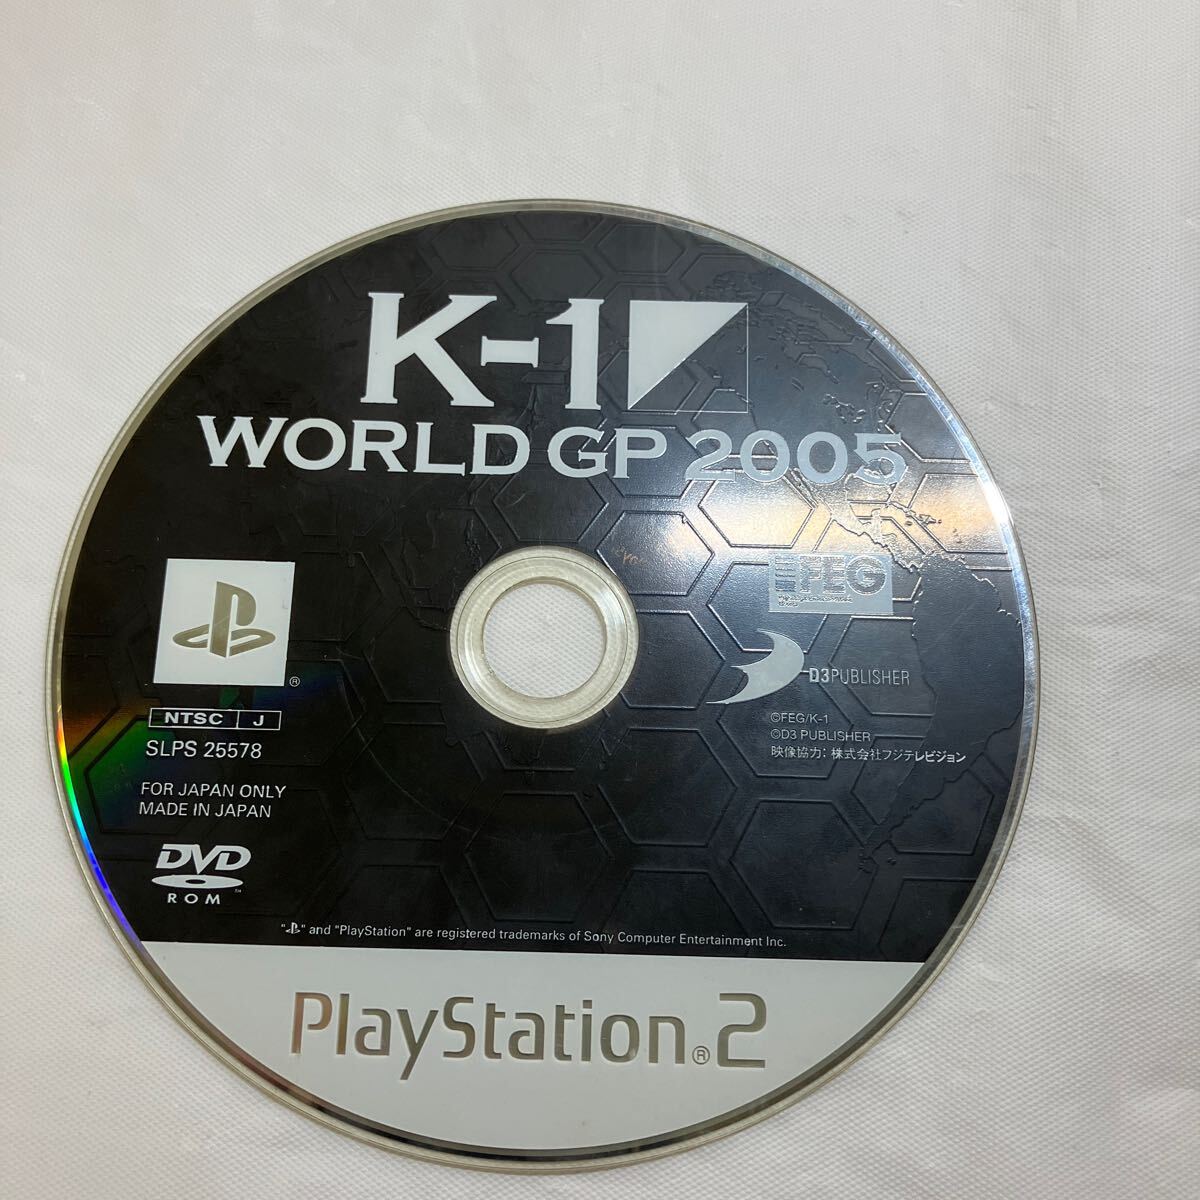 K-1
WORLD GP 2005
FEG
D3PUBLISHER
®
NTSC J
SLPS 25578
©FEG/K-1
©D3 PUBLISHER
映像協力：株式会社フジテレビジョン
FOR JAPAN ONLY
MADE IN JAPAN
DVD
ROM ™
" " and "PlayStation" are registered trademarks of Sony Computer Entertainment Inc.
PlayStation®2